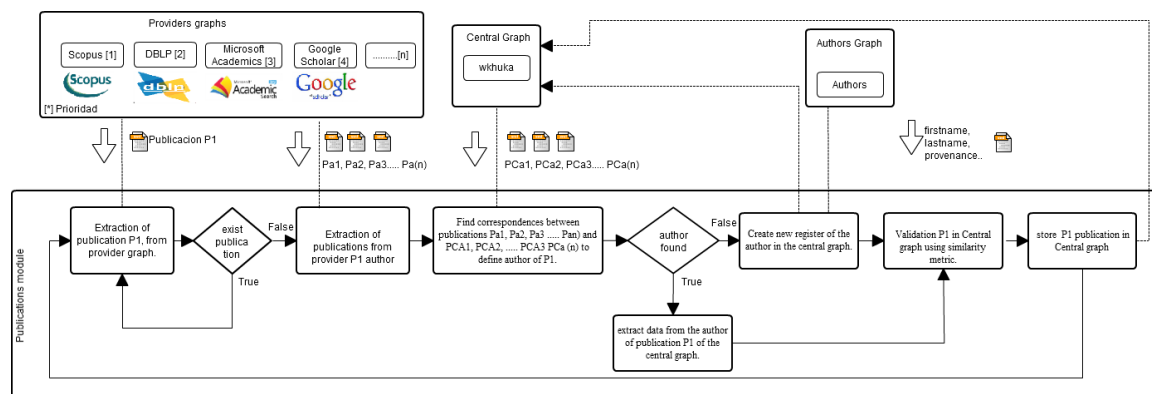 Providers graphs
Scopus [1]
DBLP [2]
Microsoft
Academics [3]
Google
Scholar [4]
..........[n]
Scopus
dblp
Academic
Search
Google
[*] Prioridad
Central Graph
wkhuka
Authors Graph
Authors
Publicacion P1
Pa1, Pa2, Pa3..... Pa(n)
PCa1, PCa2, PCa3.... PCa(n)
firstname,
lastname,
provenance..
Publications module
Extraction of
publication P1, from
provider graph.
exist
publica
tion
False
True
Extraction of
publications from
provider P1 author
Find correspondences between
publications Pa1, Pa2, Pa3 ..... Pan) and
PCA1, PCA2, ..... PCA3 PCa (n) to
define author of P1.
author
found
False
True
Create new register of the
author in the central graph.
extract data from the author
of publication P1 of the
central graph.
Validation P1 in Central
graph using similarity
metric.
store P1 publication in
Central graph